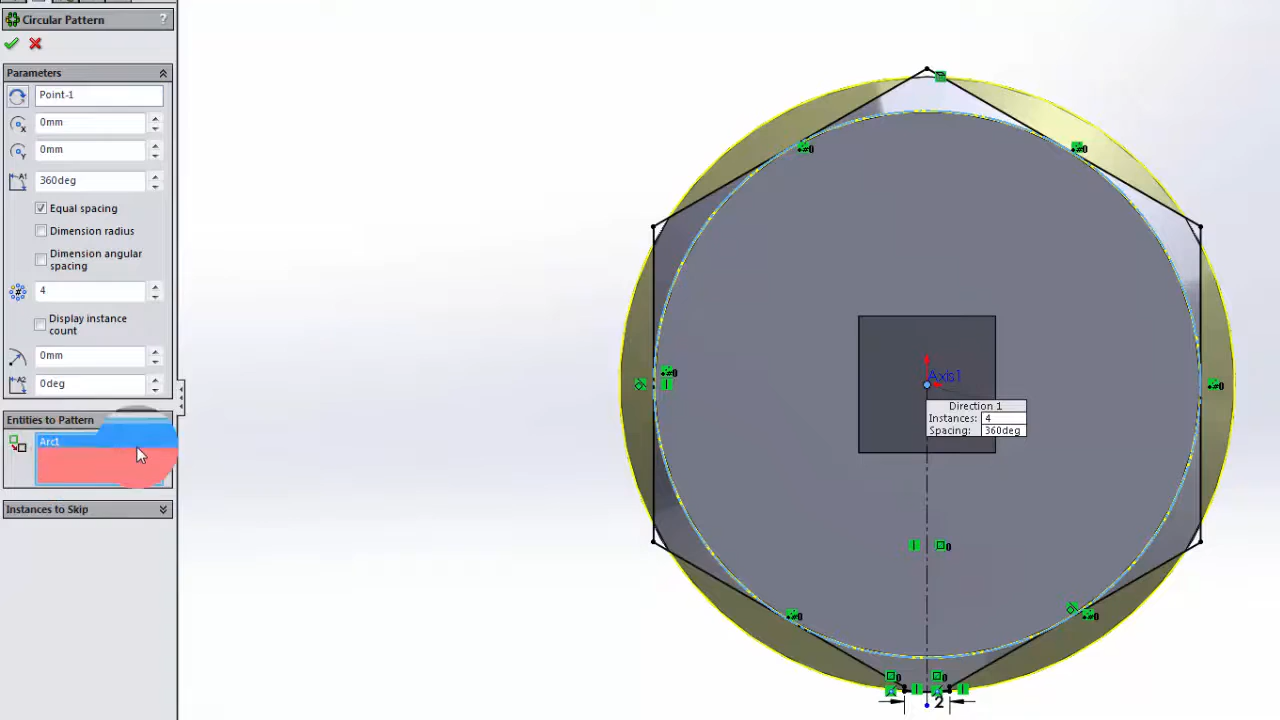 Circular Pattern
?
Parameters
Point-1
0mm
0mm
360deg
Equal spacing
Dimension radius
Dimension angular
spacing
4
Display instance
count
0mm
0deg
Entities to Pattern
Arc1
Instances to Skip
Axis1
Direction 1
Instances: 4
Spacing: 360deg
2